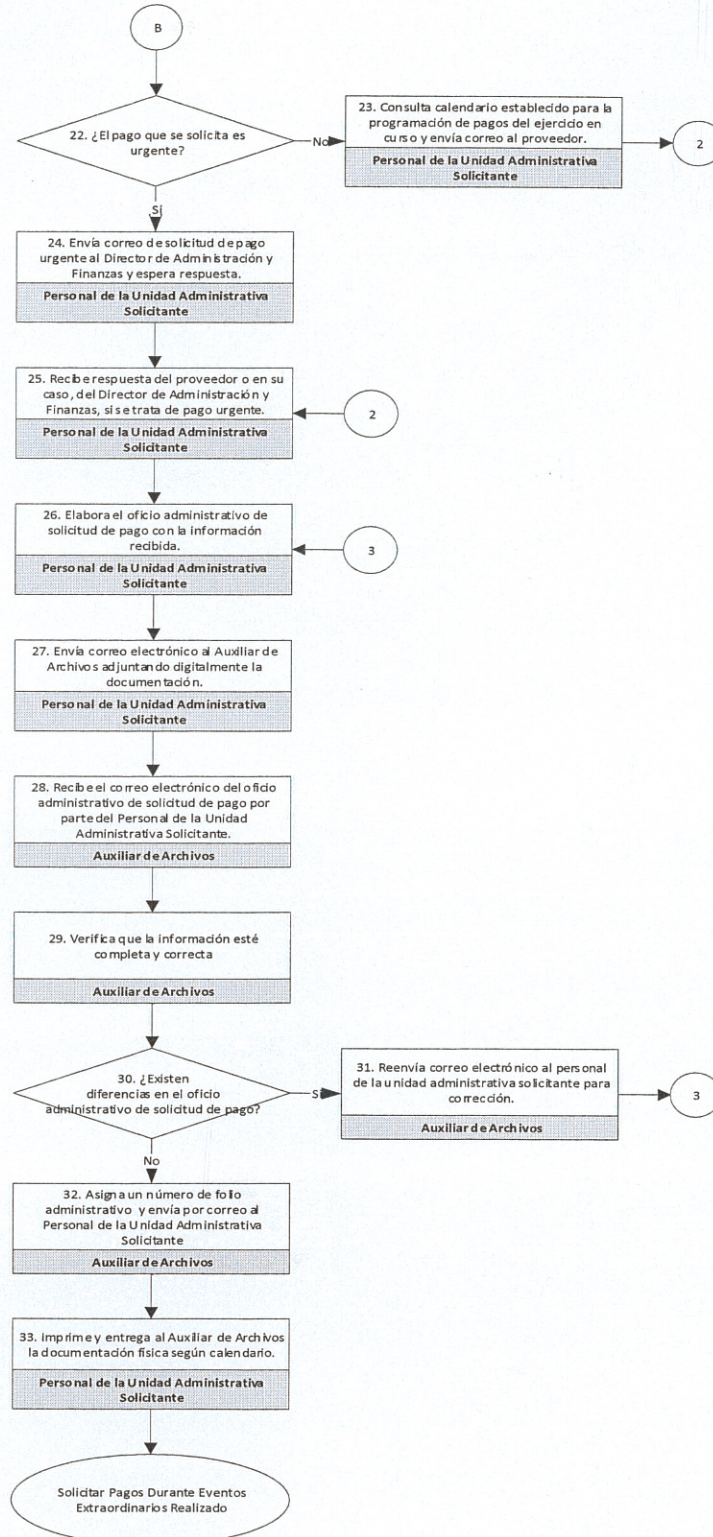 B
22. ¿El pago que se solicita es
urgente?
No
23. Consulta calendario establecido para la
programación de pagos del ejercicio en
curso y envía correo al proveedor.
Personal de la Unidad Administrativa
Solicitante
2
Si
24. Envía correo de solicitud de pago
urgente al Director de Administración y
Finanzas y espera respuesta.
Personal de la Unidad Administrativa
Solicitante
25. Recibe respuesta del proveedor o en su
caso, del Director de Administración y
Finanzas, si se trata de pago urgente.
Personal de la Unidad Administrativa
Solicitante
2
26. Elabora el oficio administrativo de
solicitud de pago con la información
recibida.
Personal de la Unidad Administrativa
Solicitante
3
27. Envía correo electrónico al Auxiliar de
Archivos adjuntando digitalmente la
documentación.
Personal de la Unidad Administrativa
Solicitante
28. Recibe el correo electrónico del oficio
administrativo de solicitud de pago por
parte del Personal de la Unidad
Administrativa Solicitante.
Auxiliar de Archivos
29. Verifica que la información esté
completa y correcta
Auxiliar de Archivos
30. ¿Existen
diferencias en el oficio
administrativo de solicitud de pago?
Si
31. Reenvía correo electrónico al personal
de la unidad administrativa solicitante para
corrección.
Auxiliar de Archivos
3
No
32. Asigna un número de folio
administrativo y envía por correo al
Personal de la Unidad Administrativa
Solicitante
Auxiliar de Archivos
33. Imprime y entrega al Auxiliar de Archivos
la documentación física según calendario.
Personal de la Unidad Administrativa
Solicitante
Solicitar Pagos Durante Eventos
Extraordinarios Realizado